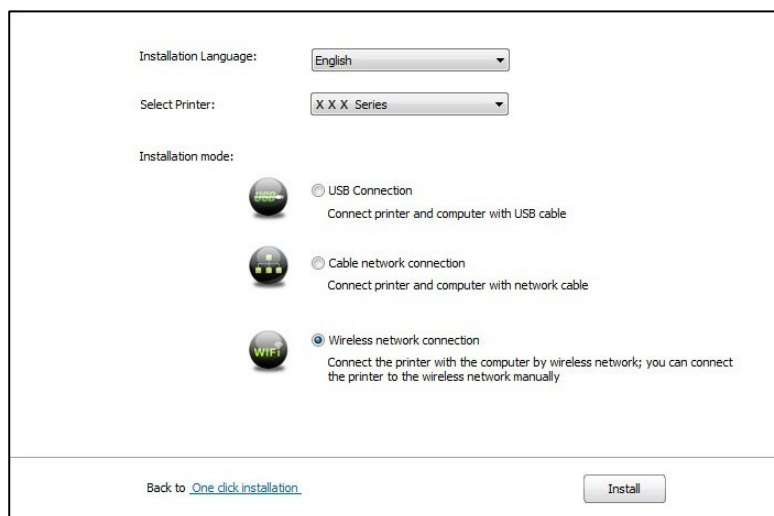 Installation Language: English
Select Printer: X X X Series
Installation mode:
USB
USB Connection
Connect printer and computer with USB cable
Cable network connection
Connect printer and computer with network cable
WiFi
Wireless network connection
Connect the printer with the computer by wireless network; you can connect
the printer to the wireless network manually
Back to One click installation
Install